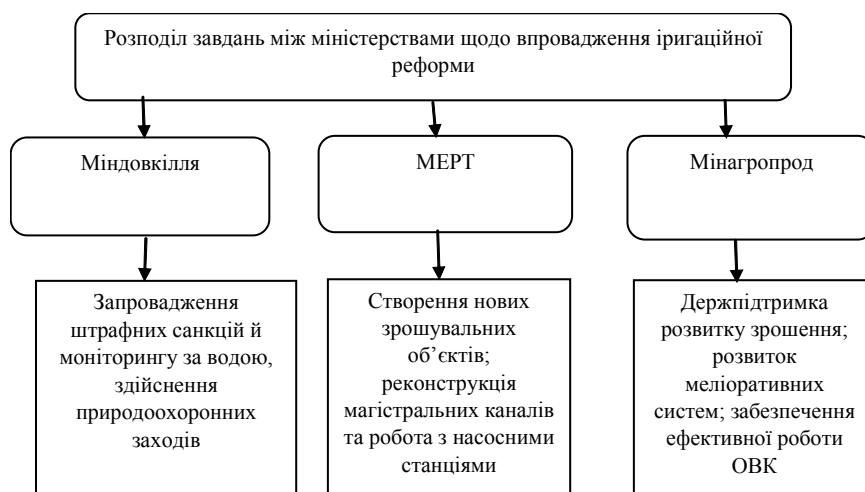 Розподіл завдань між міністерствами щодо впровадження іригаційної
реформи
Міндовкілля
МЕРТ
Мінагропрод
Запровадження
штрафних санкцій й
моніторингу за водою,
здійснення
природоохоронних
заходів
Створення нових
зрошувальних
об’єктів;
реконструкція
магістральних каналів
та робота з насосними
станціями
Держпідтримка
розвитку зрошення;
розвиток
меліоративних
систем; забезпечення
ефективної роботи
ОВК